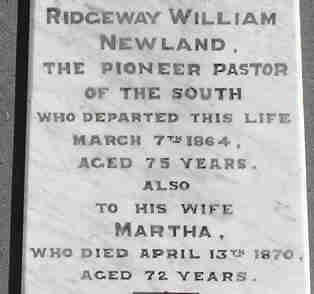 RIDGEWAY WILLIAM
NEWLAND,
THE PIONEER PASTOR
OF THE SOUTH
WHO DEPARTED THIS LIFE
MARCH 7TH 1864,
AGED 75 YEARS.
ALSO
TO HIS WIFE
MARTHA,
WHO DIED APRIL 13TH 1870,
AGED 72 YEARS.